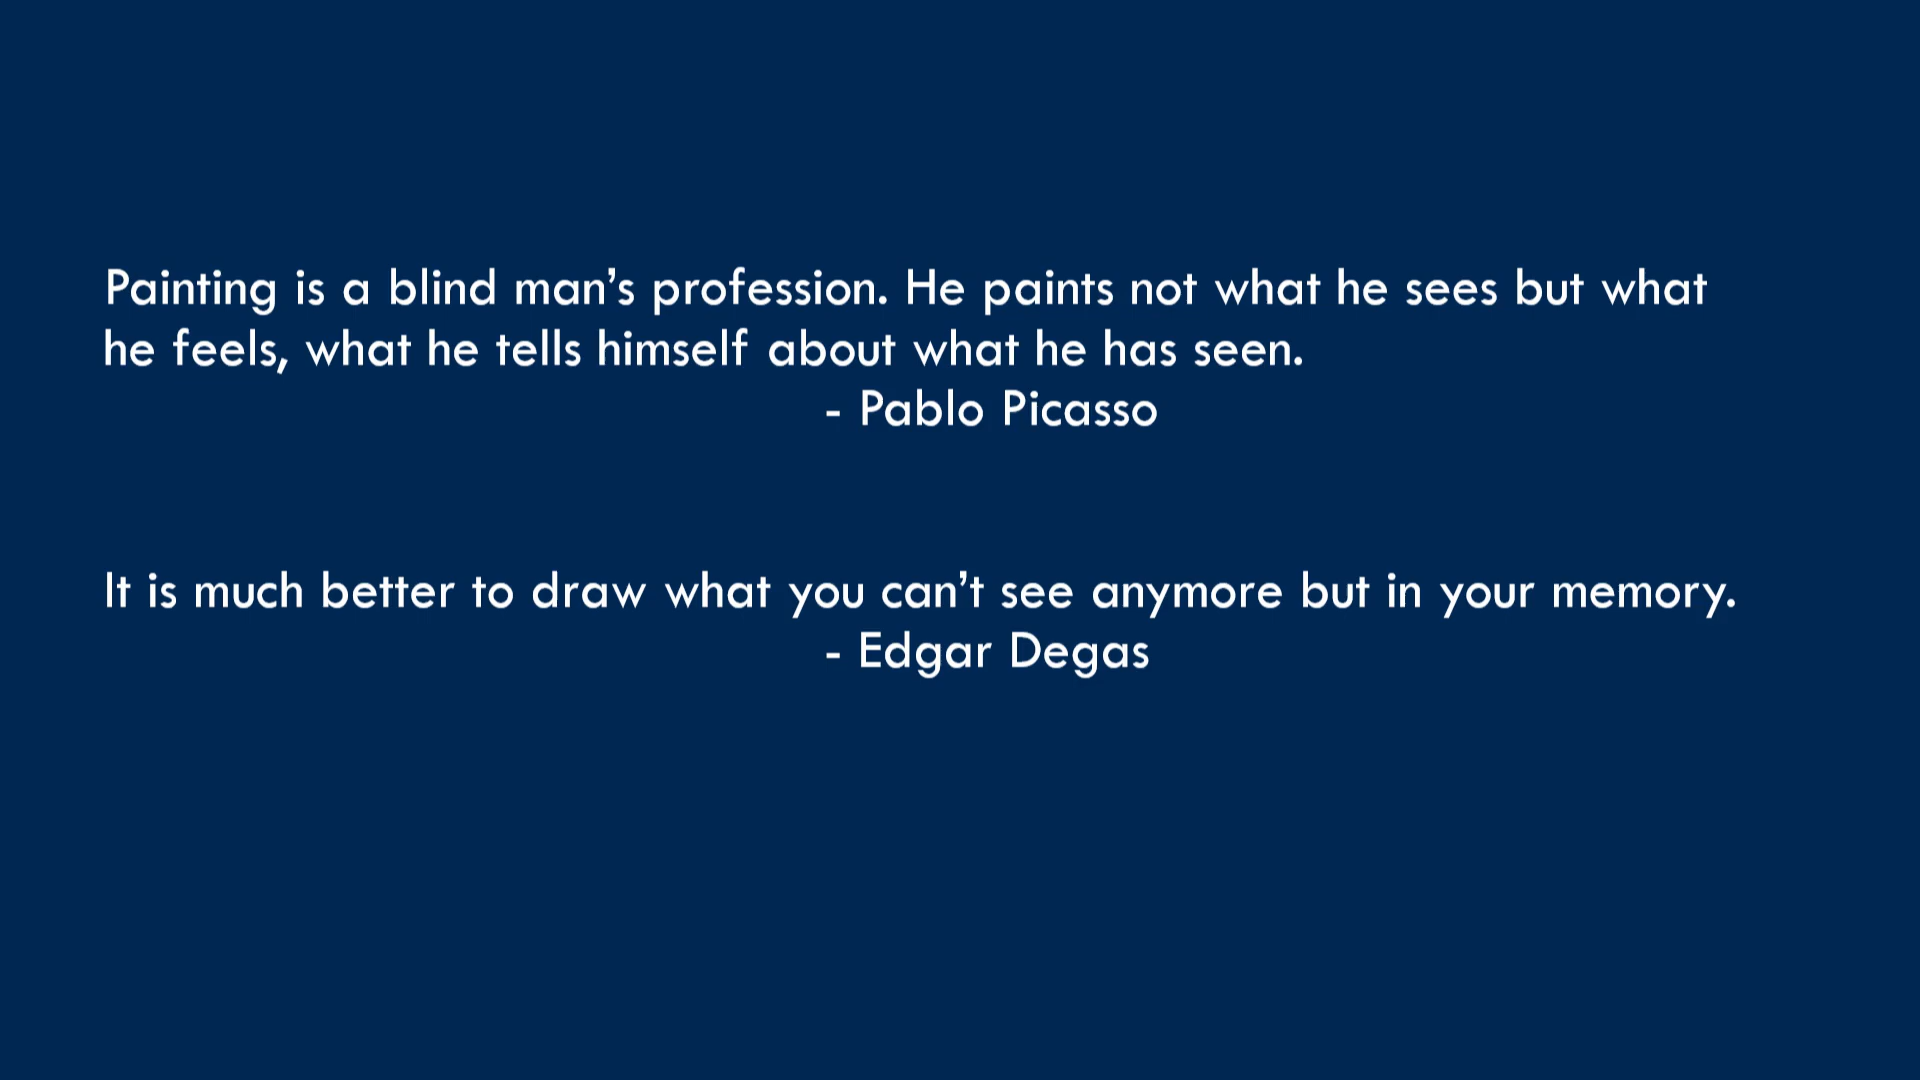 Painting is a blind man’s profession. He paints not what he sees but what
he feels, what he tells himself about what he has seen.
- Pablo Picasso
It is much better to draw what you can’t see anymore but in your memory.
- Edgar Degas